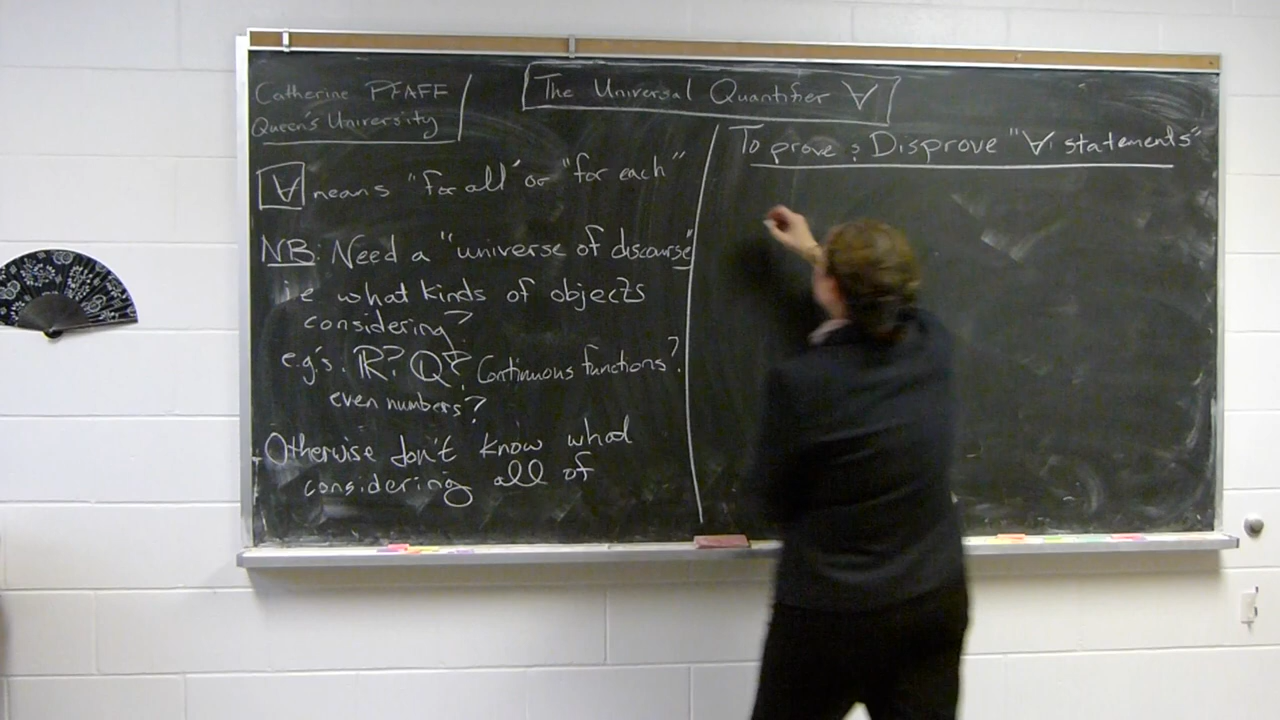 Catherine PFAFF
Queen's University
The Universal Quantifier ∀
∀ means "for all" or "for each"
NB: Need a "universe of discourse"
ie what kinds of objects
considering?
e.g.'s. ℝ? ℚ? Continuous functions?
even numbers?
Otherwise don't know what
considering all of
To prove & Disprove "∀ statements"